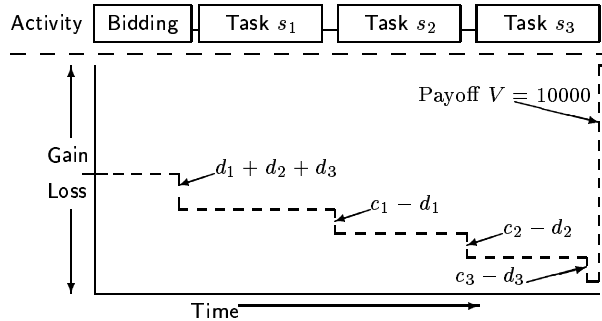 Activity Bidding Task s₁ Task s₂ Task s₃
Payoff V = 10000
Gain
Loss
d₁ + d₂ + d₃
c₁ − d₁
c₂ − d₂
c₃ − d₃
Time